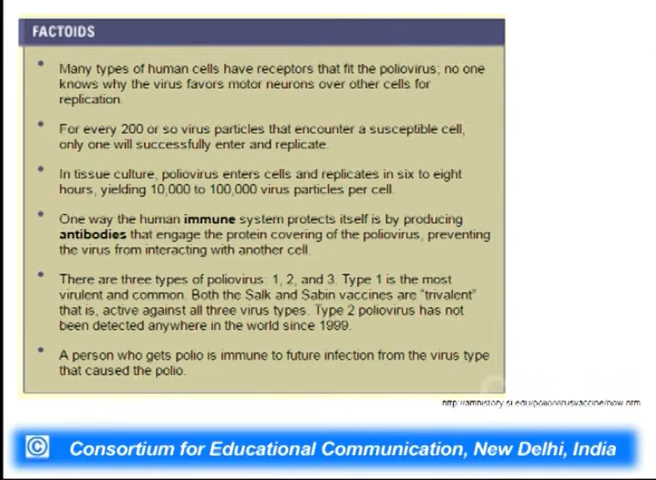 FACTOIDS
• Many types of human cells have receptors that fit the poliovirus; no one
knows why the virus favors motor neurons over other cells for
replication.
• For every 200 or so virus particles that encounter a susceptible cell,
only one will successfully enter and replicate.
• In tissue culture, poliovirus enters cells and replicates in six to eight
hours, yielding 10,000 to 100,000 virus particles per cell.
• One way the human immune system protects itself is by producing
antibodies that engage the protein covering of the poliovirus, preventing
the virus from interacting with another cell.
• There are three types of poliovirus: 1, 2, and 3. Type 1 is the most
virulent and common. Both the Salk and Sabin vaccines are "trivalent"
that is, active against all three virus types. Type 2 poliovirus has not
been detected anywhere in the world since 1999.
• A person who gets polio is immune to future infection from the virus type
that caused the polio.
http://amhistory.si.edu/polio/virusvaccine/how.htm
© Consortium for Educational Communication, New Delhi, India